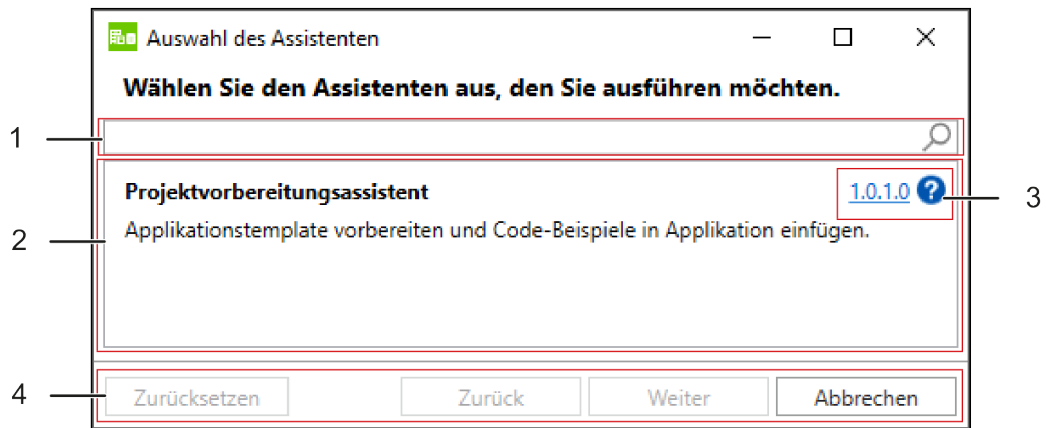 Auswahl des Assistenten
Wählen Sie den Assistenten aus, den Sie ausführen möchten.
1
Projektvorbereitungsassistent 1.0.1.0 ?
3
Applikationstemplate vorbereiten und Code-Beispiele in Applikation einfügen.
2
4
Zurücksetzen Zurück Weiter Abbrechen